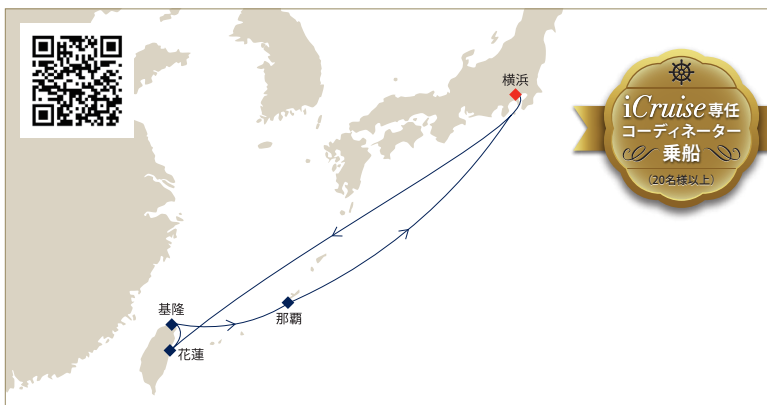 横浜
iCruise専任
コーディネーター
乗船
（20名様以上）
基隆
那覇
花蓮